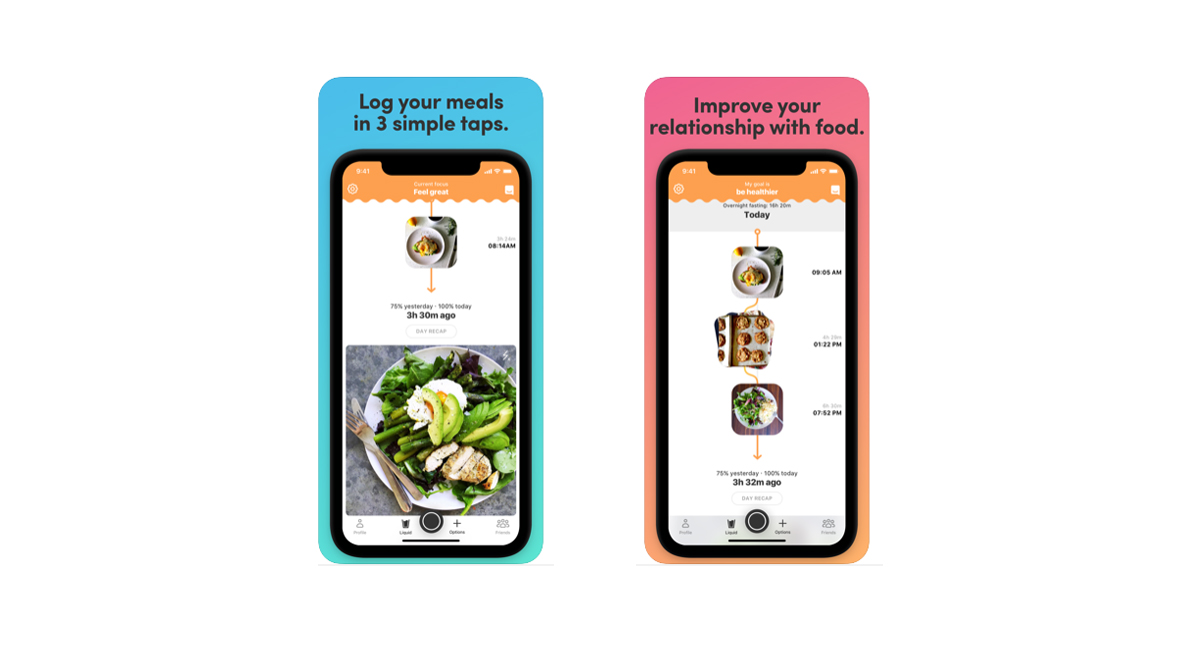 Log your meals
in 3 simple taps.
9:41
Current focus
Feel great
3h 24m
08:14AM
75% yesterday · 100% today
3h 30m ago
DAY RECAP
Profile
Liquid
Options
Friends
Improve your
relationship with food.
9:41
My goal is
be healthier
Overnight fasting: 16h 20m
Today
09:05 AM
01:22 PM
6h 30m
07:52 PM
75% yesterday · 100% today
3h 32m ago
DAY RECAP
Profile
Liquid
Options
Friends